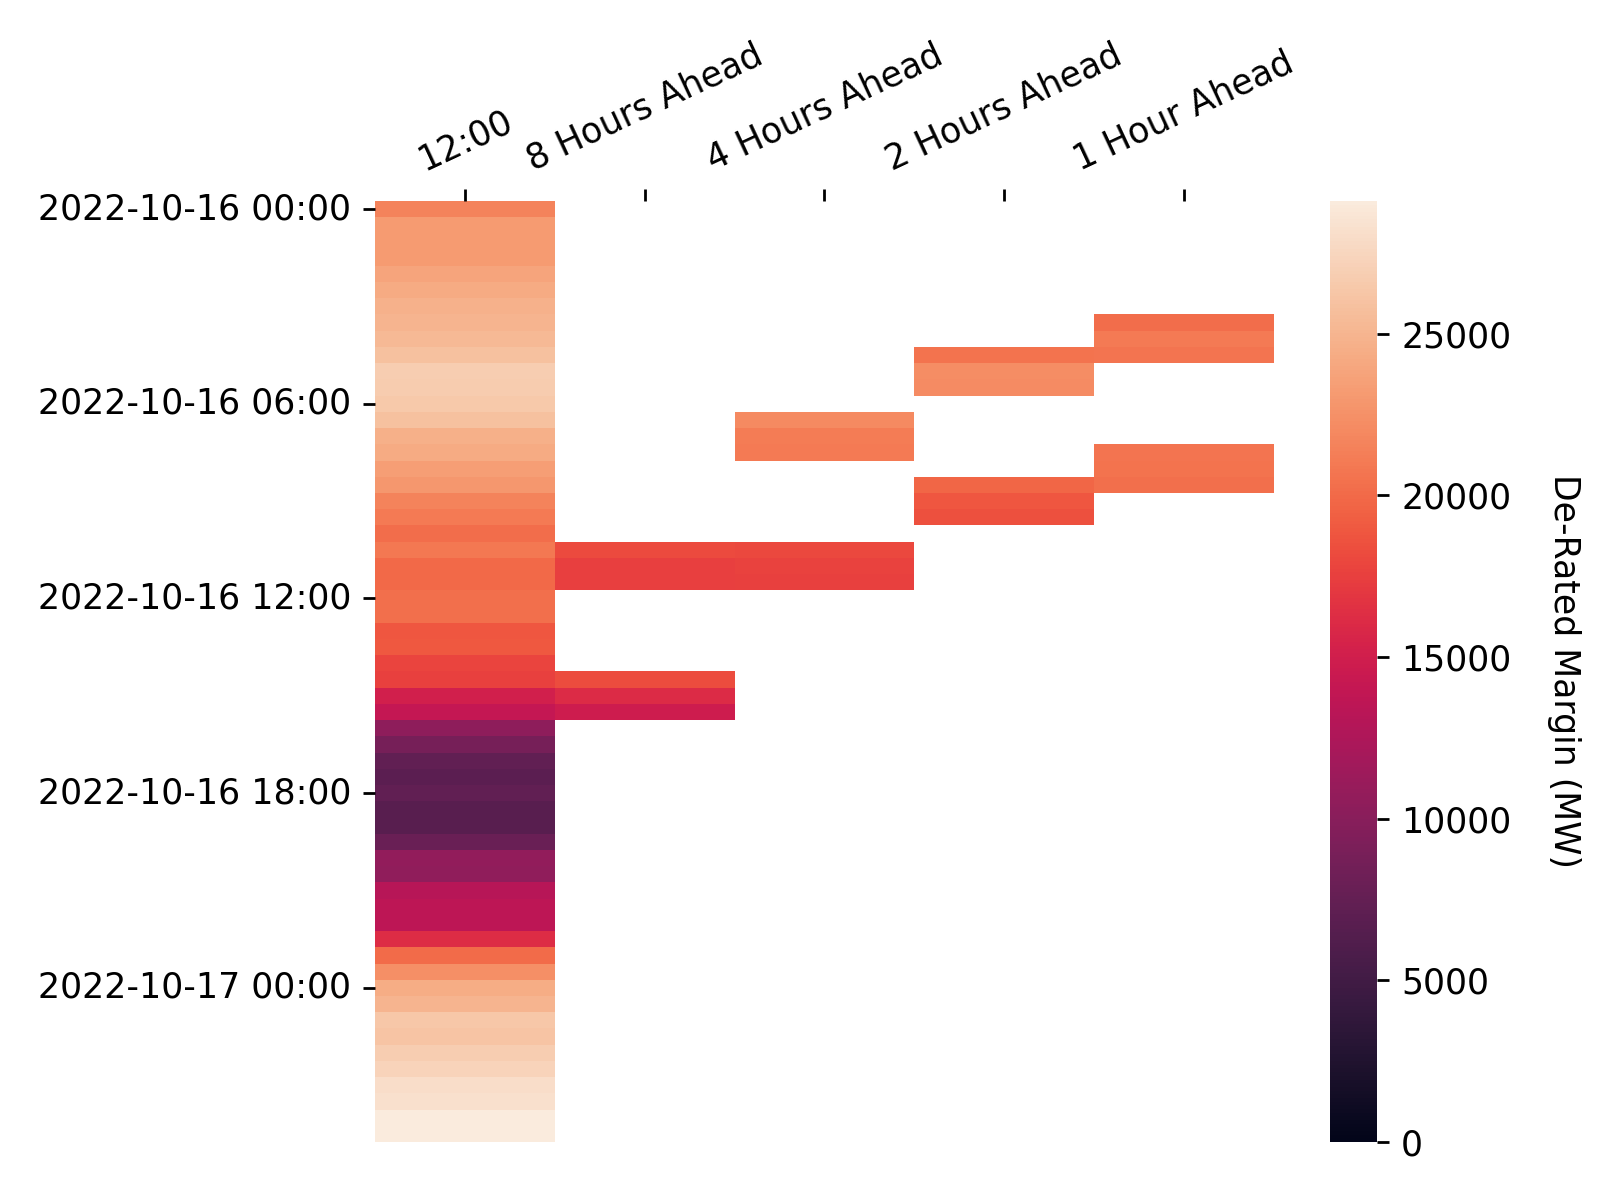 12:00
8 Hours Ahead
4 Hours Ahead
2 Hours Ahead
1 Hour Ahead
2022-10-16 00:00
2022-10-16 06:00
2022-10-16 12:00
2022-10-16 18:00
2022-10-17 00:00
25000
20000
15000
10000
5000
0
De-Rated Margin (MW)